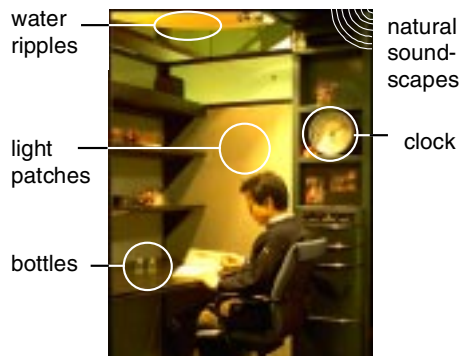 water
ripples
natural
sound-
scapes
clock
light
patches
bottles